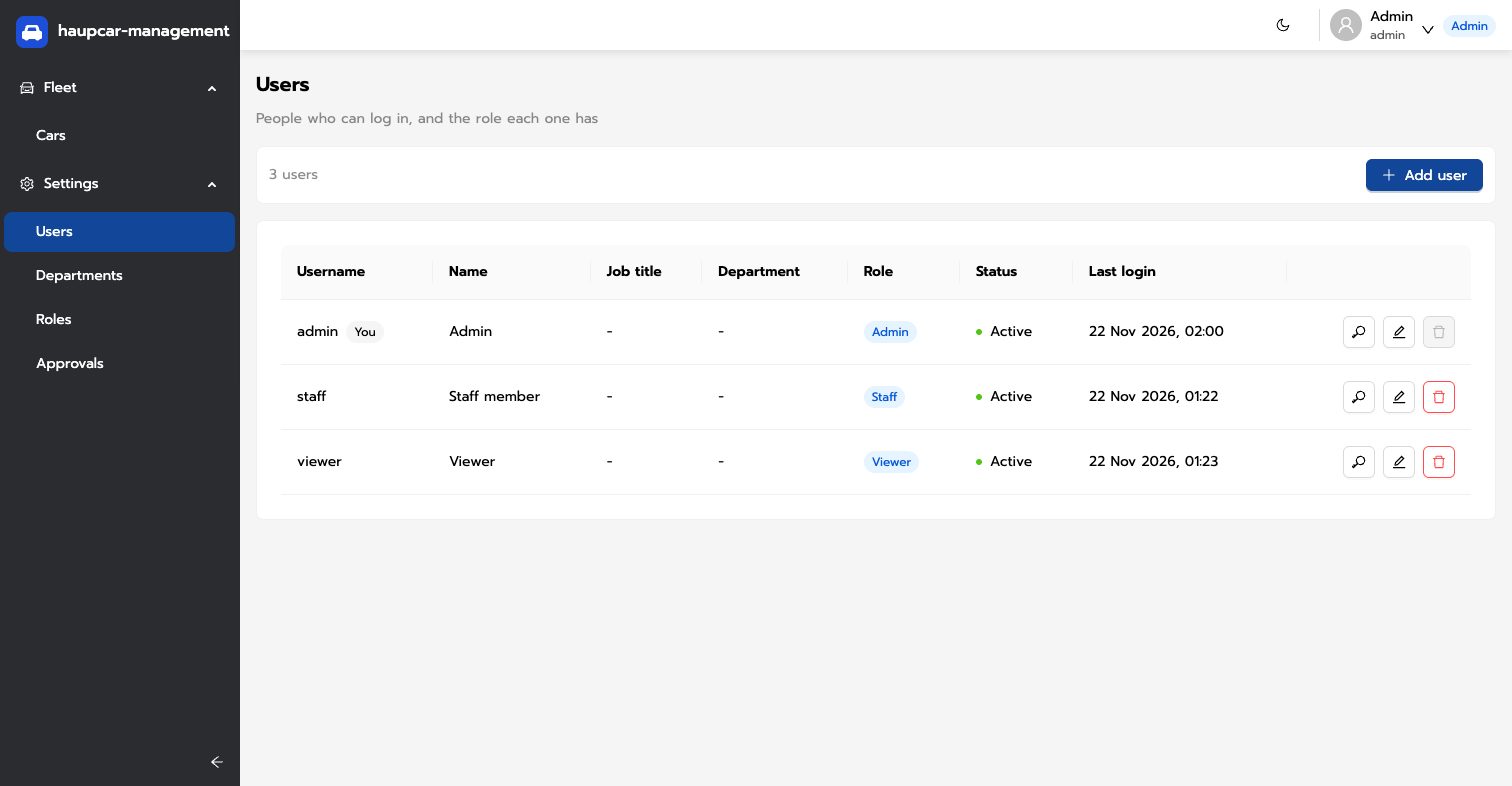 haupcar-management
Admin
admin
Admin
Fleet
Cars
Settings
Users
Departments
Roles
Approvals
Users
People who can log in, and the role each one has
3 users
Add user
Username Name Job title Department Role Status Last login
admin You Admin - - Admin Active 22 Nov 2026, 02:00
staff Staff member - - Staff Active 22 Nov 2026, 01:22
viewer Viewer - - Viewer Active 22 Nov 2026, 01:23